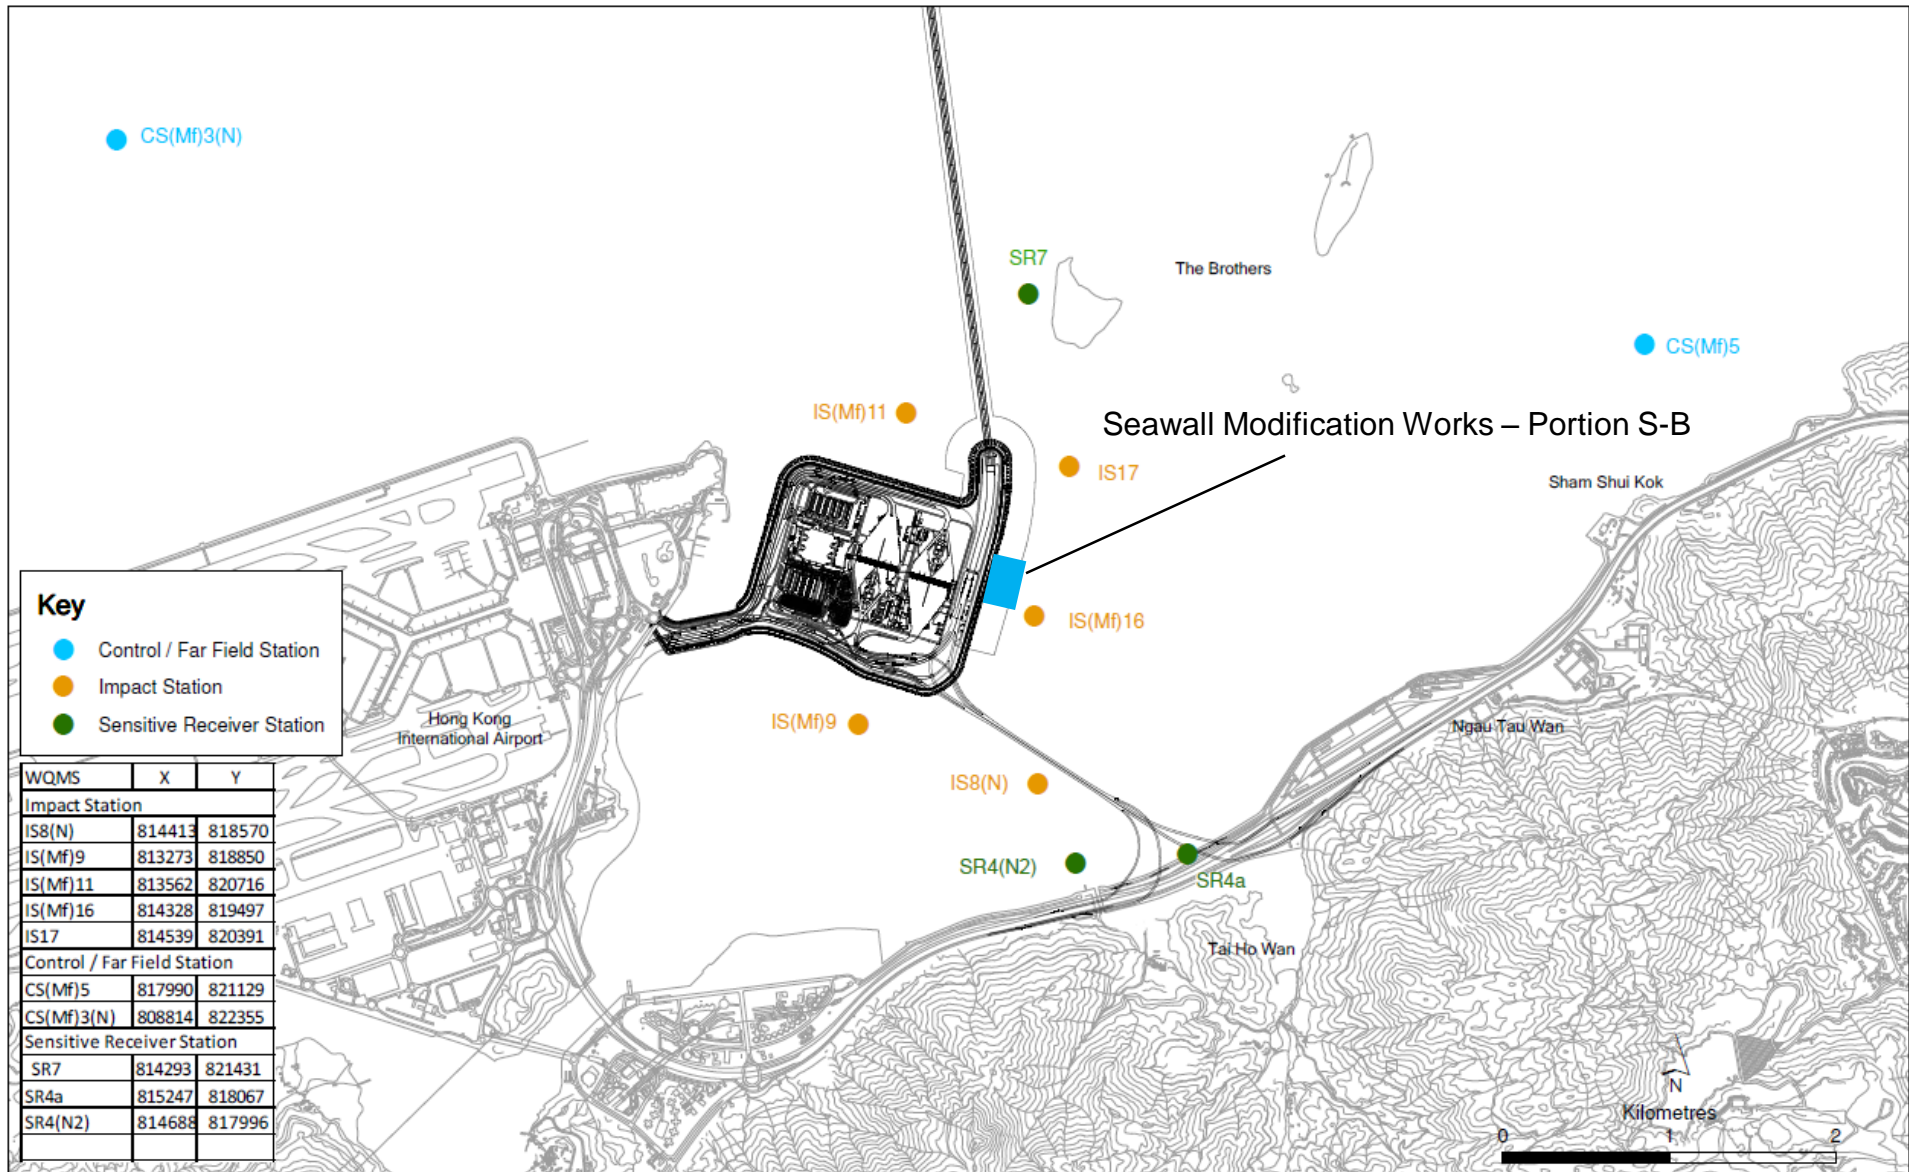 CS(Mf)3(N)
SR7
The Brothers
CS(Mf)5
IS(Mf)11
Seawall Modification Works – Portion S-B
IS17
Sham Shui Kok
IS(Mf)16
Key
Control / Far Field Station
Impact Station
Sensitive Receiver Station
Hong Kong
International Airport
IS(Mf)9
Ngau Tau Wan
IS8(N)
SR4(N2)
SR4a
Tai Ho Wan
WQMS X Y
Impact Station
IS8(N) 814413 818570
IS(Mf)9 813273 818850
IS(Mf)11 813562 820716
IS(Mf)16 814328 819497
IS17 814539 820391
Control / Far Field Station
CS(Mf)5 817990 821129
CS(Mf)3(N) 808814 822355
Sensitive Receiver Station
SR7 814293 821431
SR4a 815247 818067
SR4(N2) 814688 817996
N
Kilometres
0 1 2